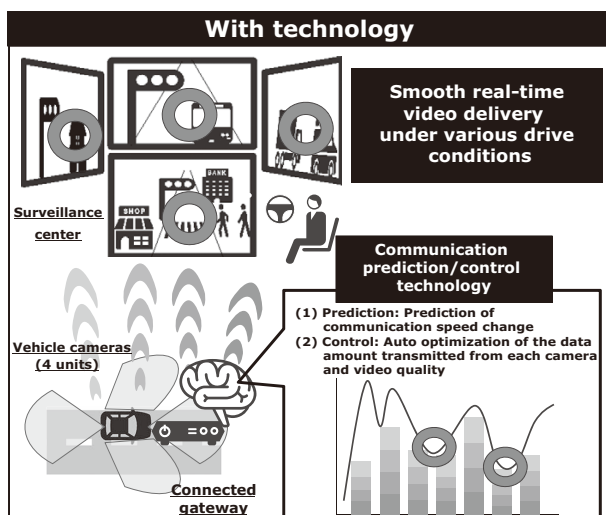 With technology
Smooth real-time
video delivery
under various drive
conditions
BANK
SHOP
Surveillance
center
Communication
prediction/control
technology
(1) Prediction: Prediction of
communication speed change
(2) Control: Auto optimization of the data
amount transmitted from each camera
and video quality
Vehicle cameras
(4 units)
Connected
gateway